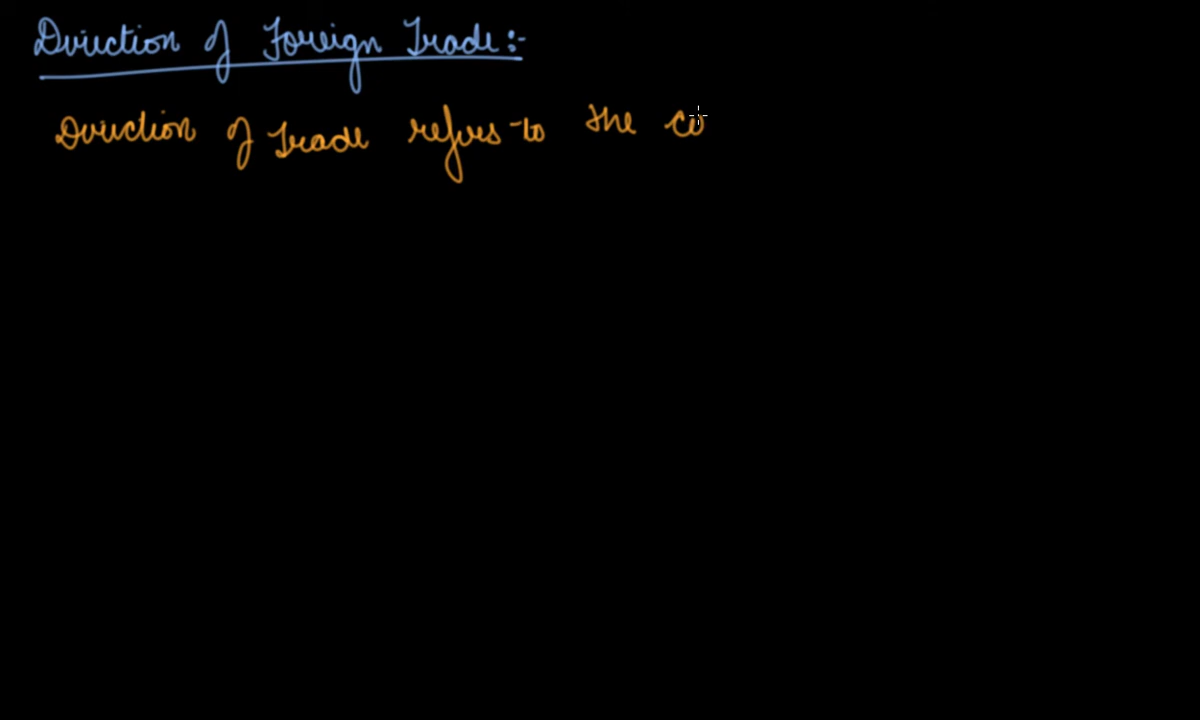 Direction of Foreign Trade:-
Direction of Trade refers to the co